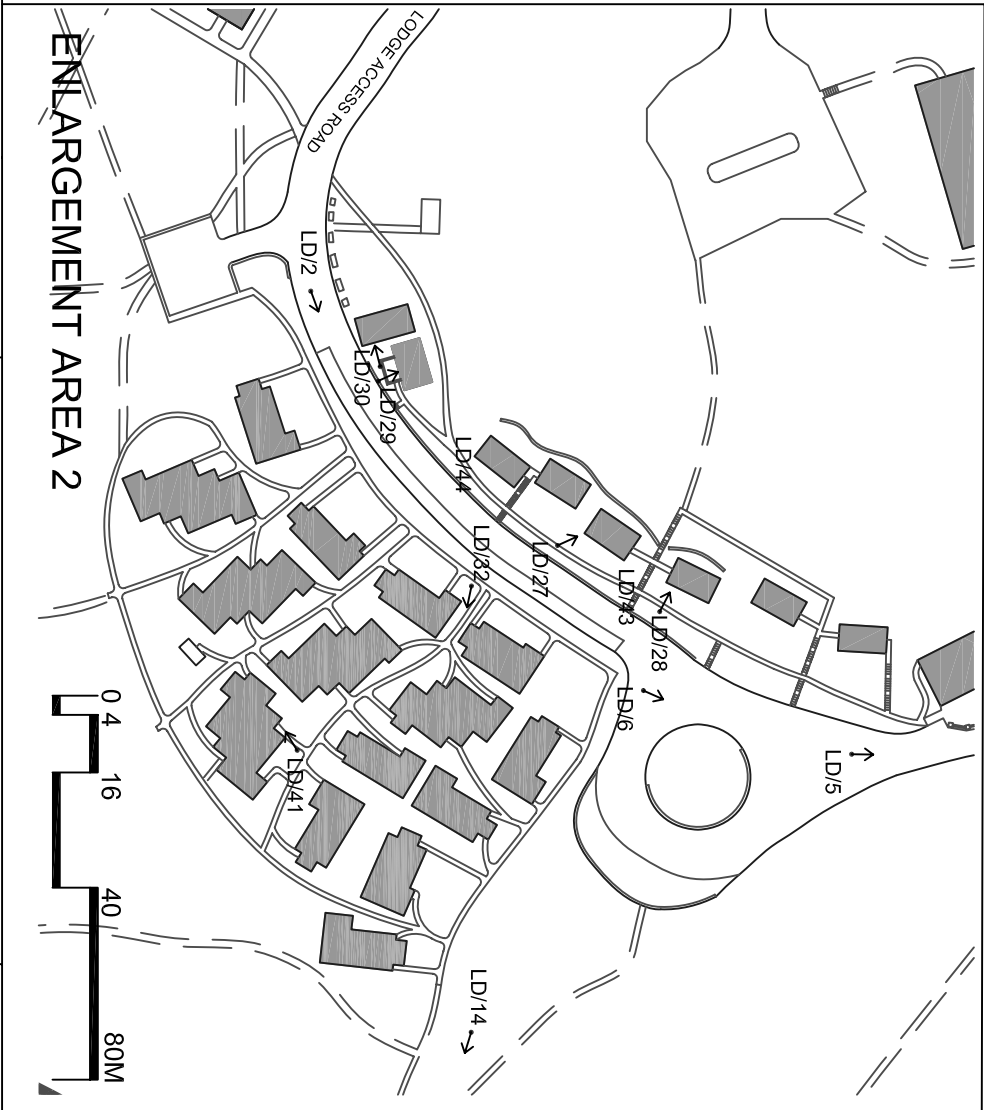 ENLARGEMENT AREA 2
LODGE ACCESS ROAD
LD/2
LD/30
LD/29
LD/44
LD/32
LD/27
LD/43
LD/28
LD/6
LD/5
LD/41
LD/14
0 4 16 40 80M